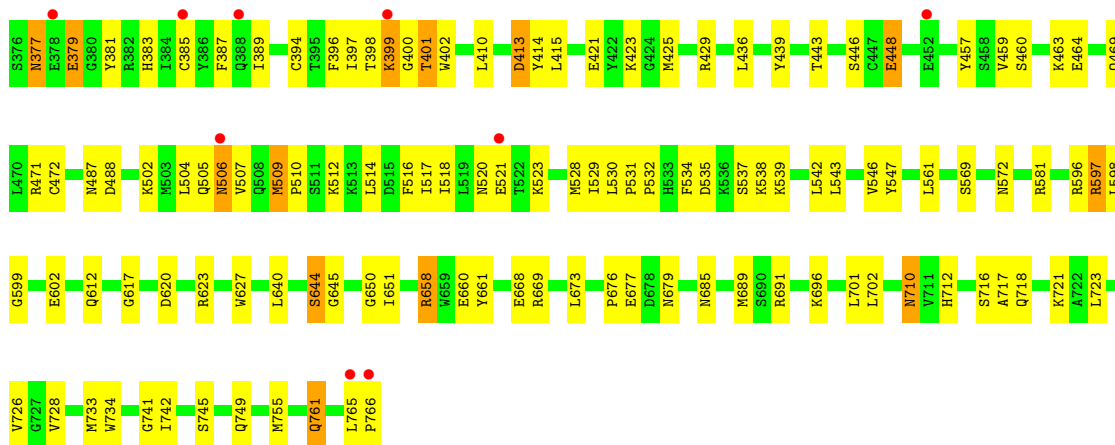 S376 N377 E378 E379 G380 Y381 R382 H383 I384 C385 Y386 F387 Q388 I389 C394 T395 F396 I397 T398 K399 G400 T401 W402 L410 D413 Y414 L415 E421 Y422 K423 G424 M425 R429 L436 Y439 T443 S446 C447 E448 E452 Y457 S458 V459 S460 K463 E464 Q469
L470 R471 C472 N487 D488 K502 M503 L504 Q505 N506 V507 Q508 M509 P510 S511 K512 K513 L514 D515 F516 I517 I518 L519 N520 E521 T522 K523 M528 I529 L530 P531 P532 H533 F534 D535 K536 S537 K538 K539 L542 L543 V546 Y547 L561 S569 N572 R581 R596 R597 L598
G599 E602 Q612 G617 D620 R623 W627 L640 S644 G645 G650 I651 R658 W659 E660 Y661 E668 R669 L673 P676 E677 D678 N679 N685 M689 S690 R691 K696 L701 L702 N710 V711 H712 S716 A717 Q718 K721 A722 L723
V726 G727 V728 M733 W734 G741 I742 S745 Q749 M755 Q761 L765 P766